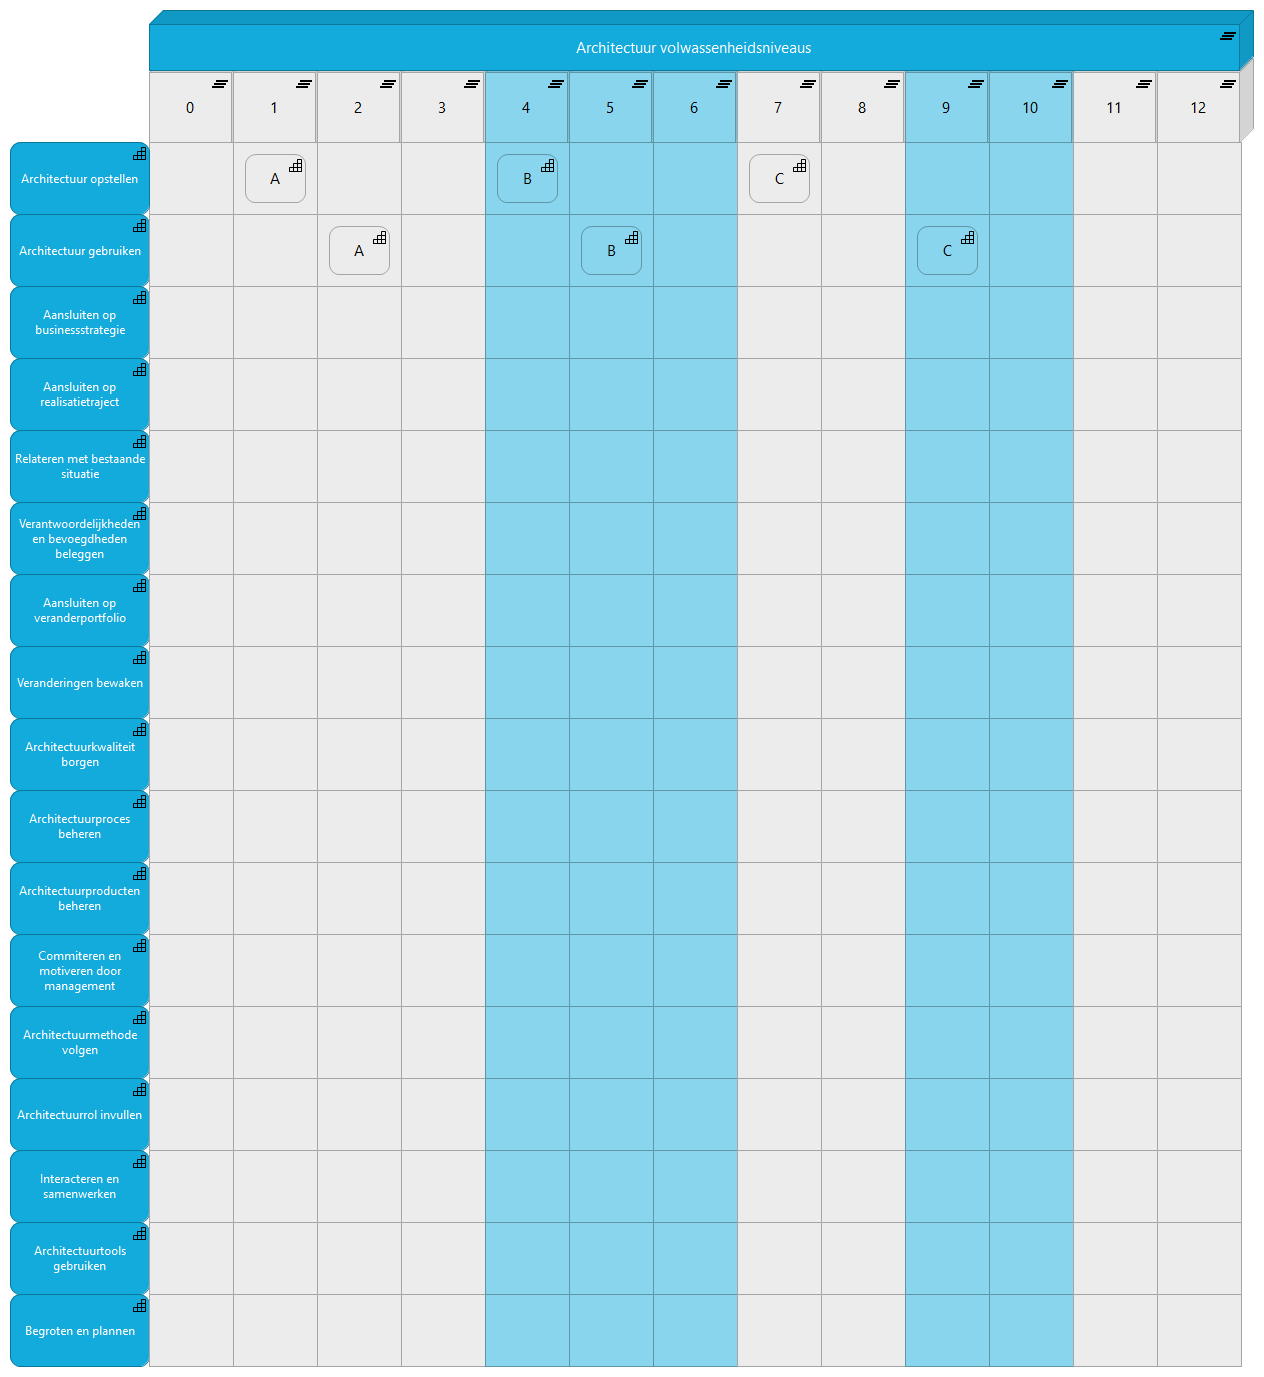 Architectuur volwassenheidsniveaus
0 1 2 3 4 5 6 7 8 9 10 11 12
Architectuur opstellen
A B C
Architectuur gebruiken
A B C
Aansluiten op
businessstrategie
Aansluiten op
realisatietraject
Relateren met bestaande
situatie
Verantwoordelijkheden
en bevoegdheden
beleggen
Aansluiten op
veranderportfolio
Veranderingen bewaken
Architectuurkwaliteit
borgen
Architectuurproces
beheren
Architectuurproducten
beheren
Commiteren en
motiveren door
management
Architectuurmethode
volgen
Architectuurrol invullen
Interacteren en
samenwerken
Architectuurtools
gebruiken
Begroten en plannen